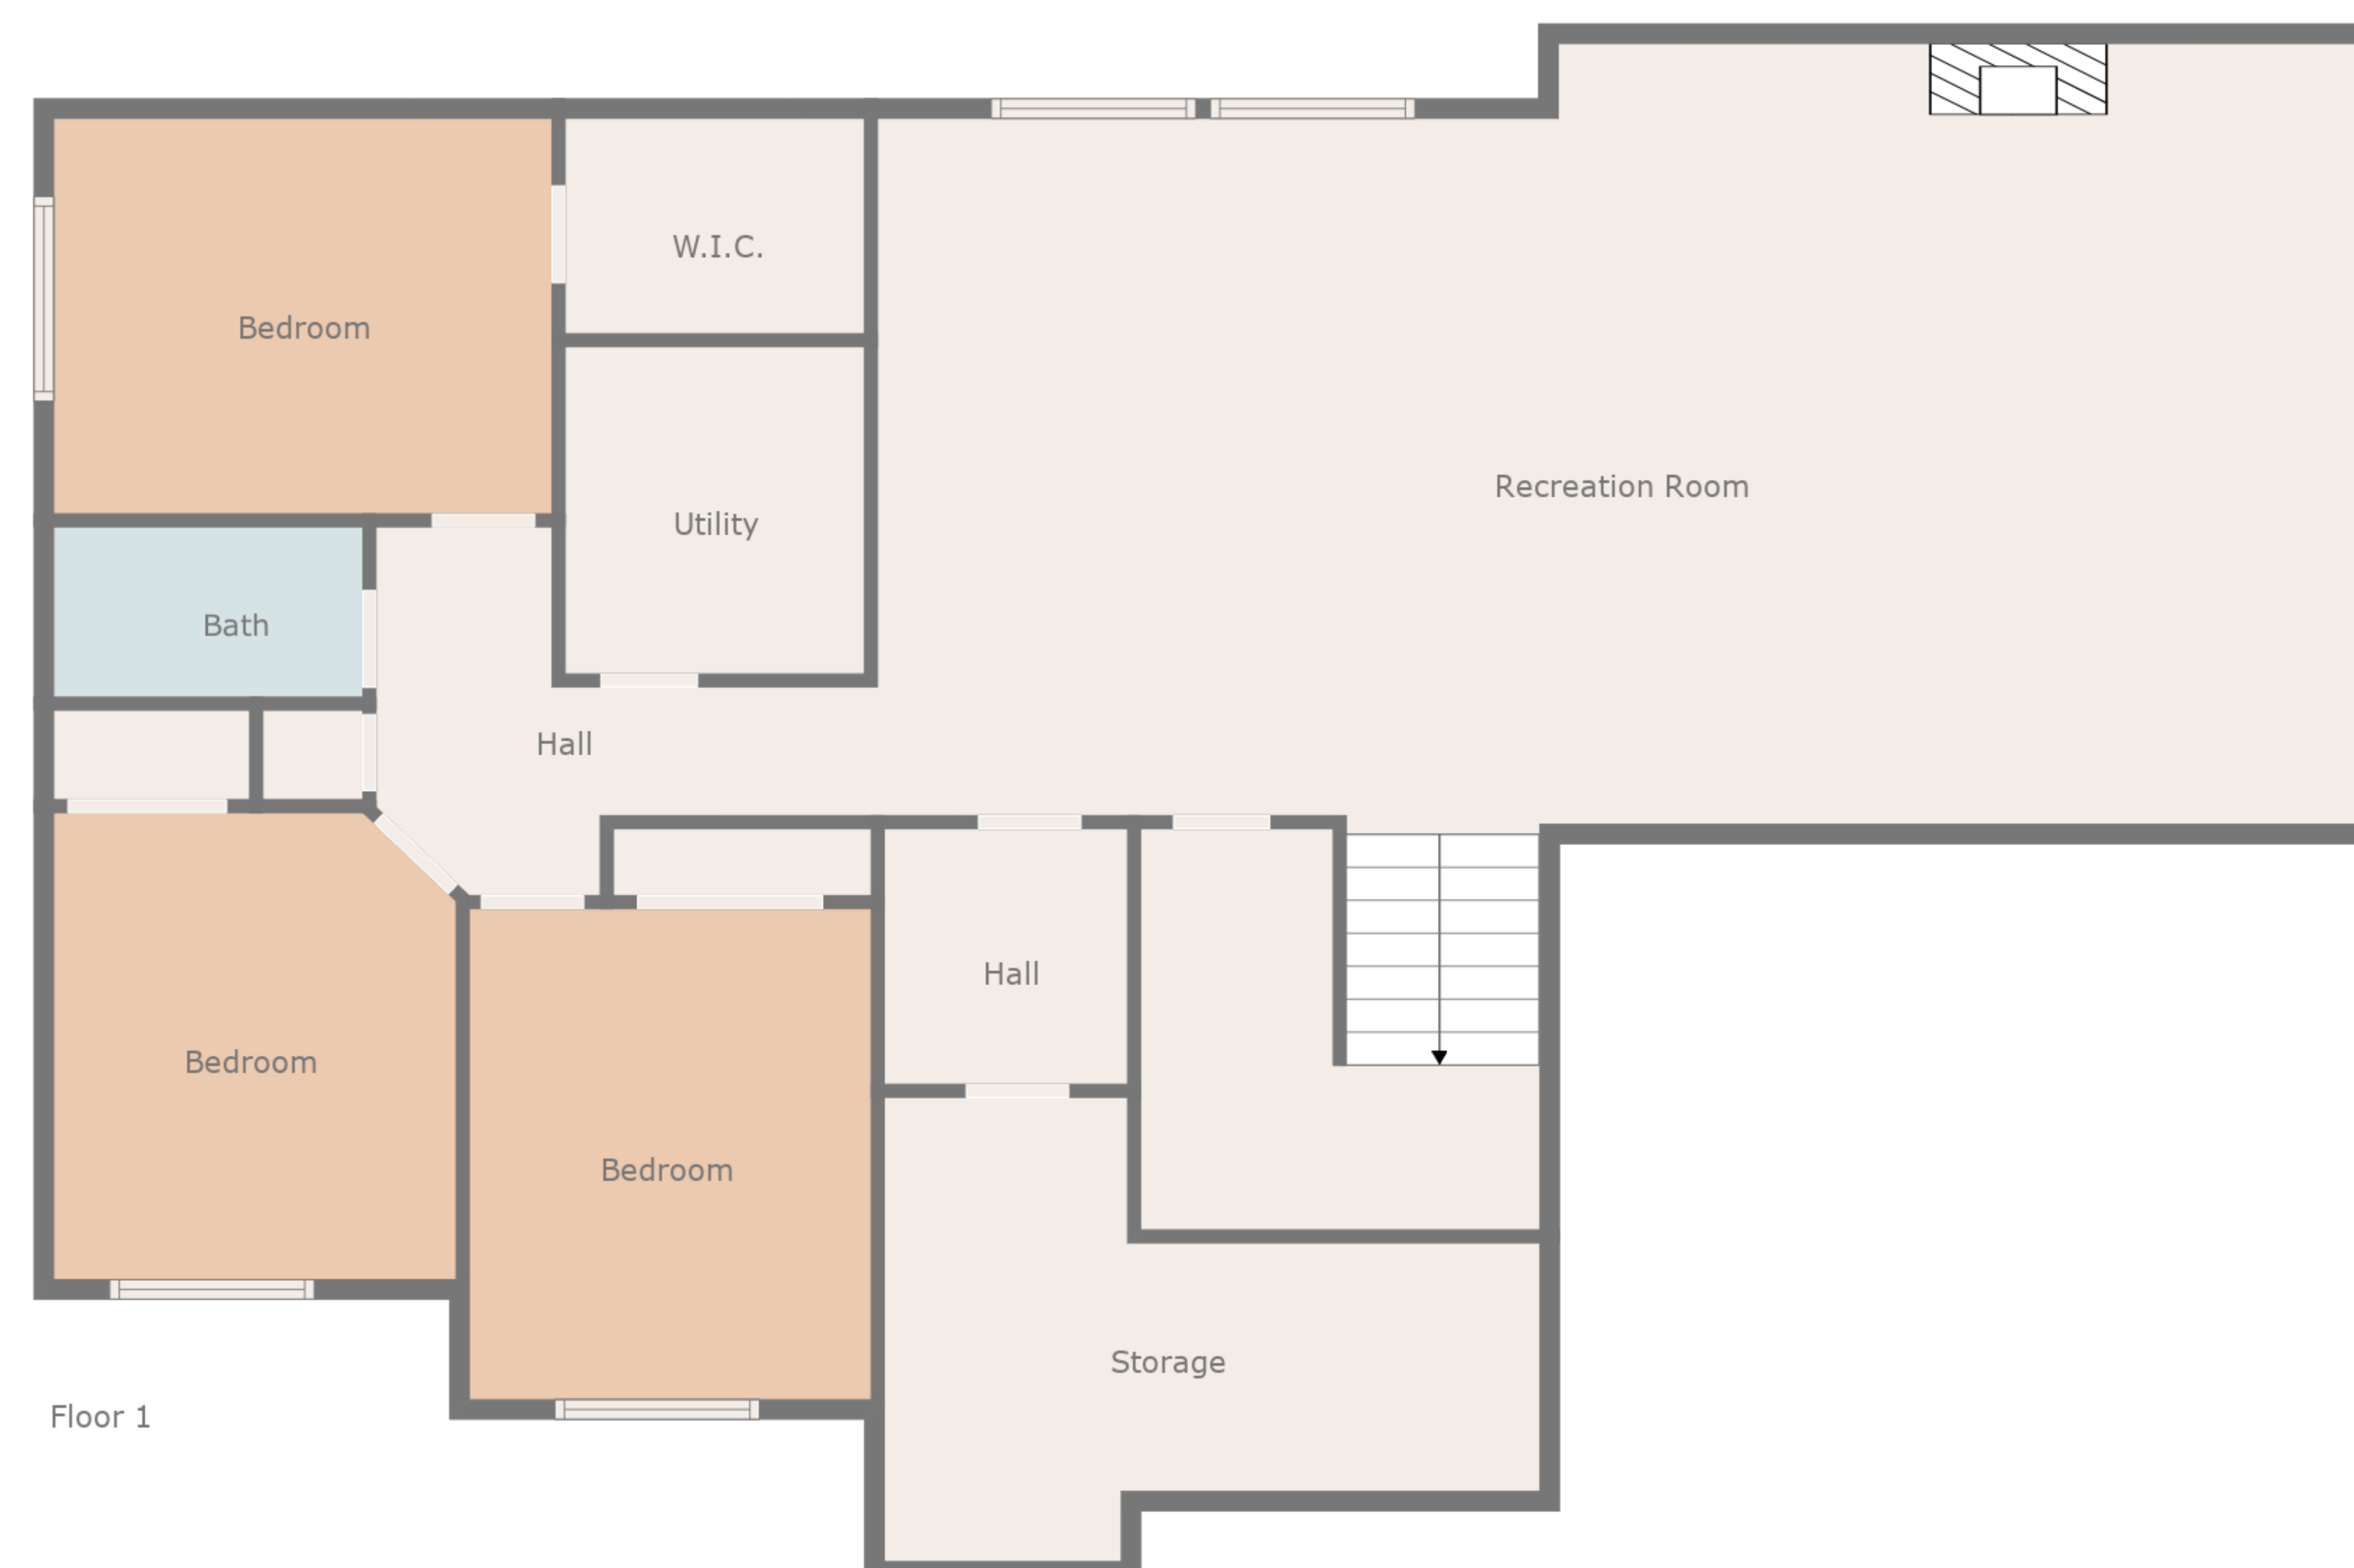 W.I.C.
Bedroom
Recreation Room
Utility
Bath
Hall
Hall
Bedroom
Bedroom
Storage
Floor 1